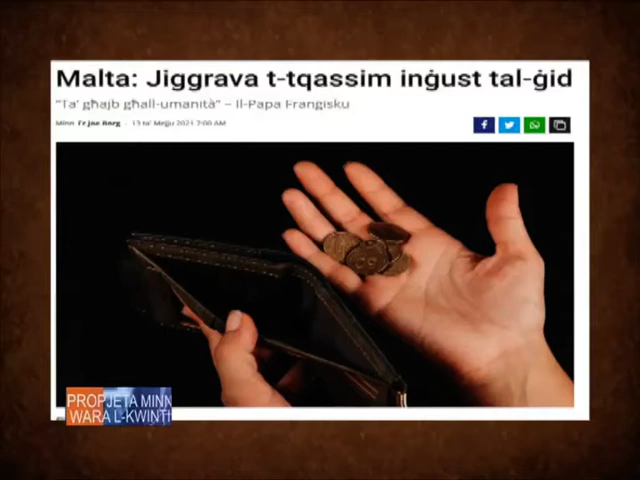 Malta: Jiggrava t-tqassim inġust tal-ġid
"Ta' għajb għall-umanità" – Il-Papa Franġisku
Minn Fr Joe Borg - 13 ta' Mejju 2021 7:00 AM
PROPJETA MINN
WARA L-KWINTI